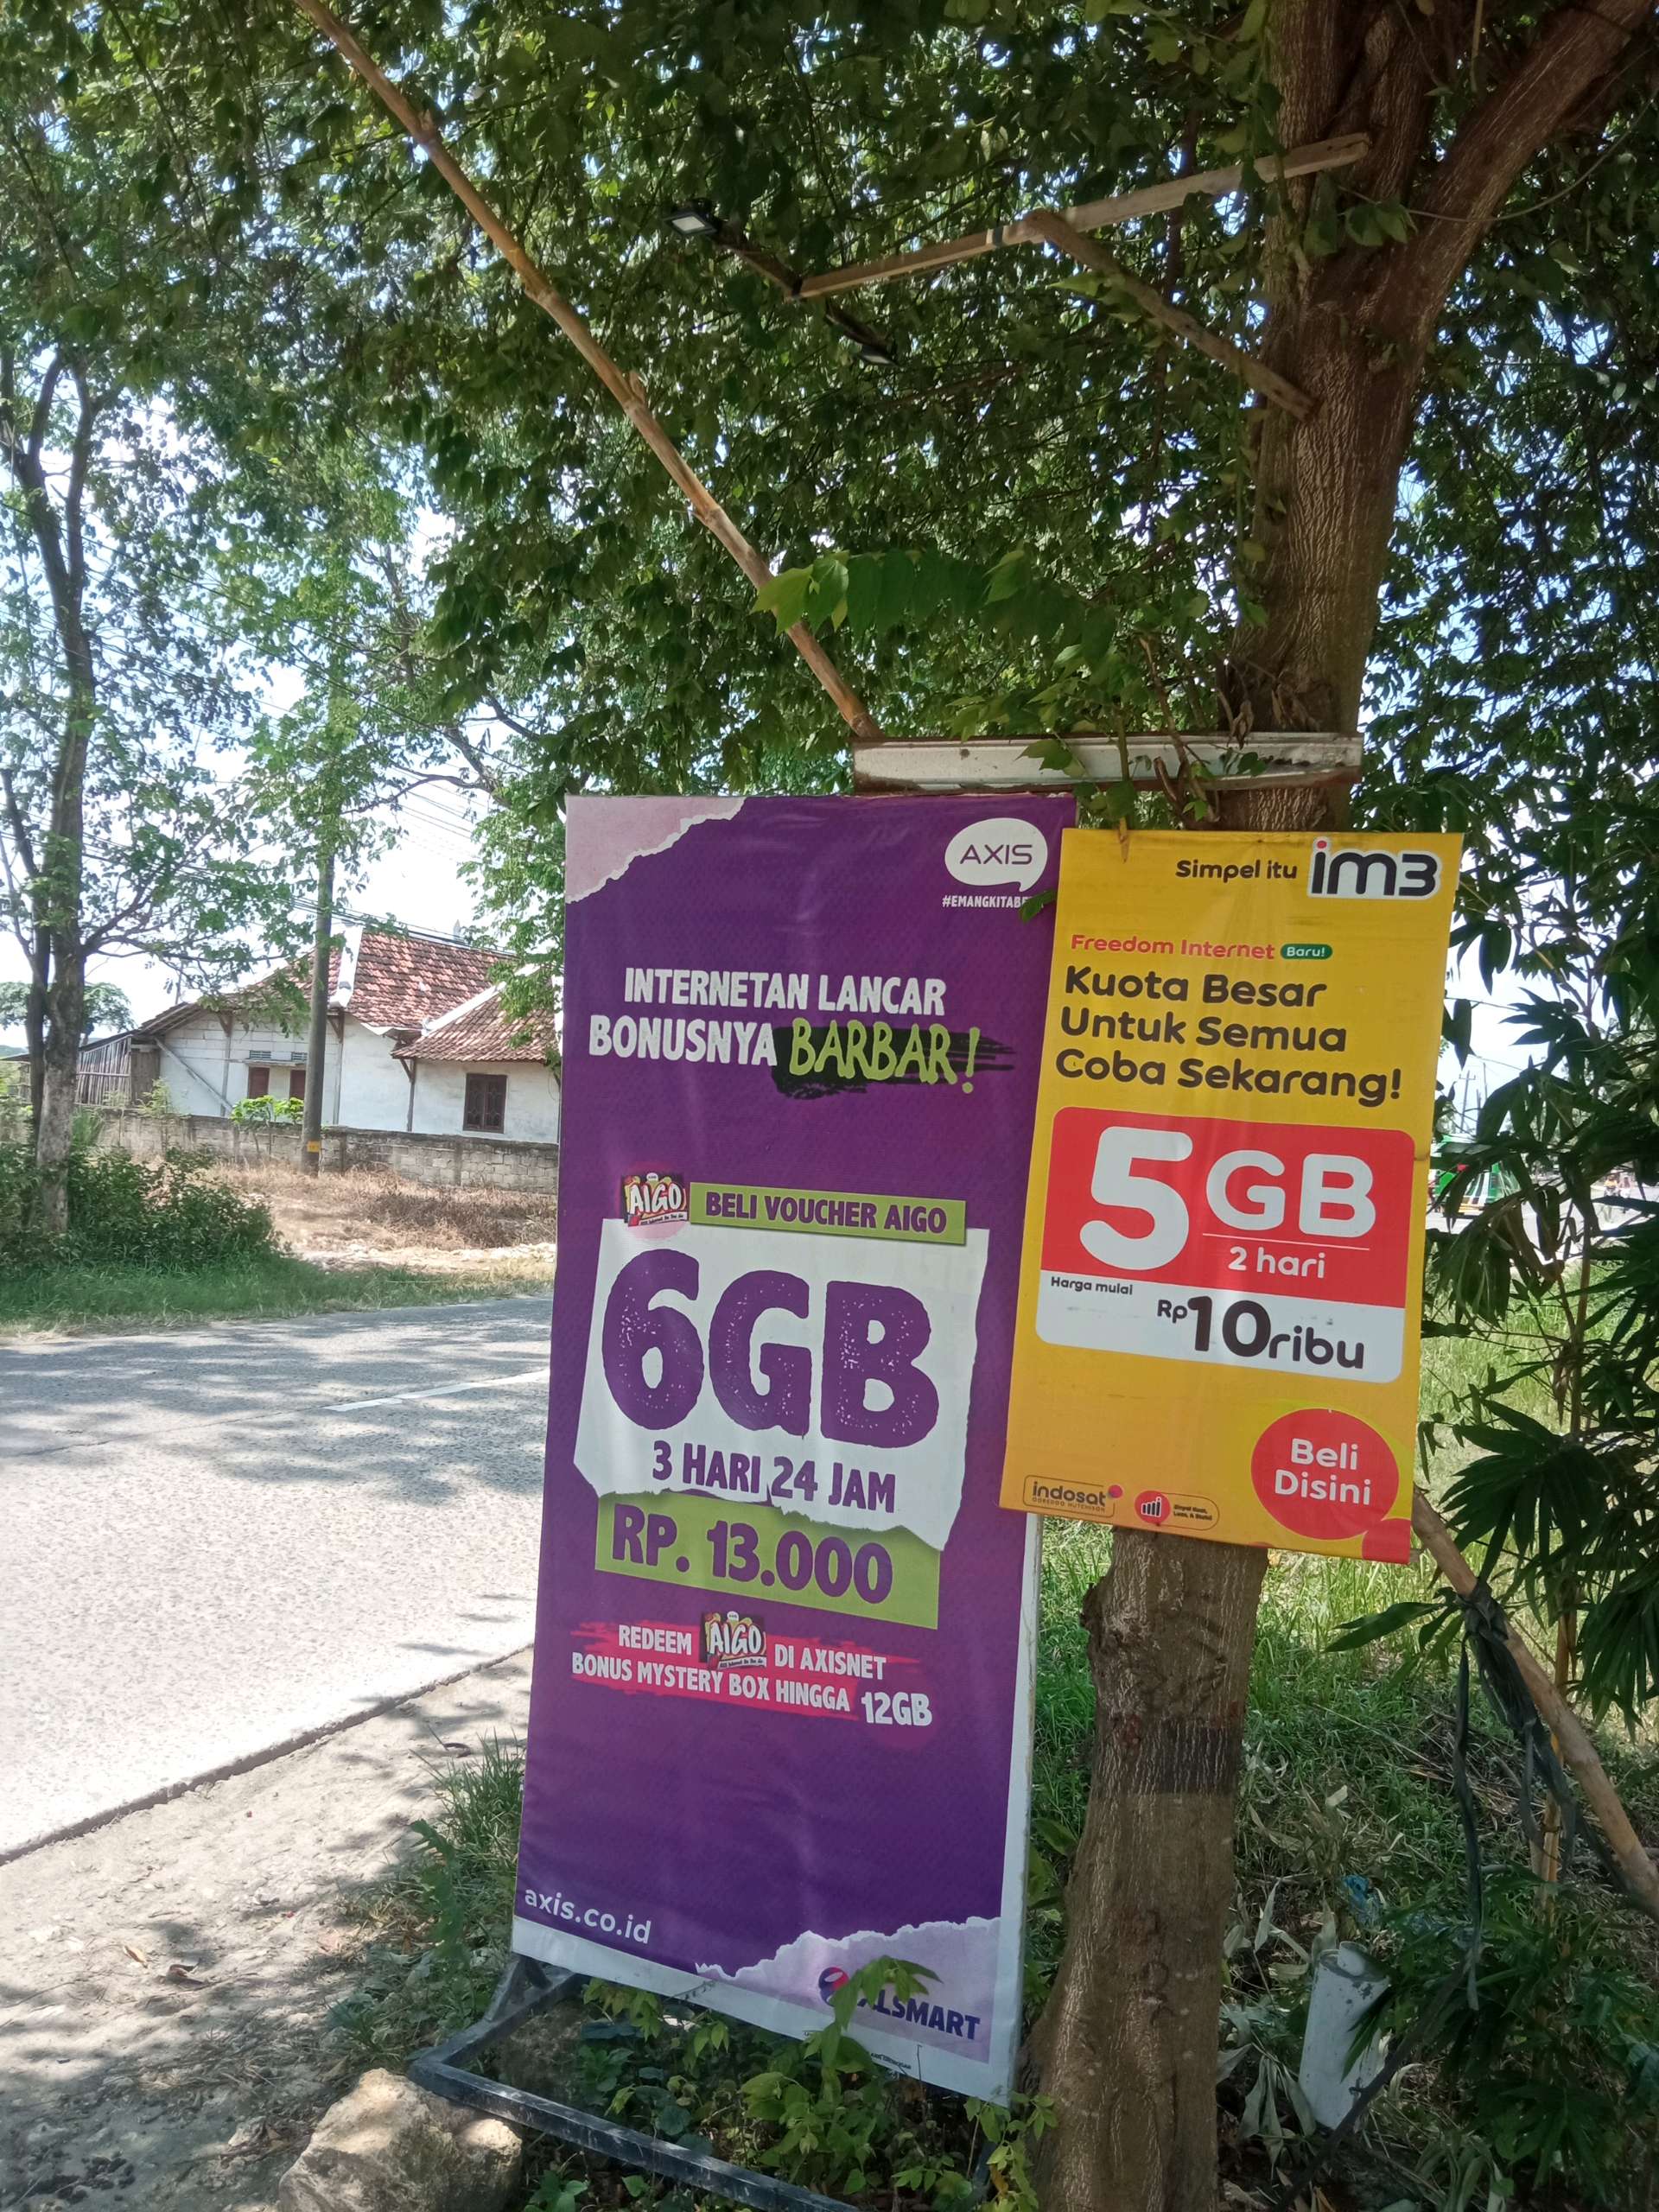 AXIS
INTERNETAN LANCAR
BONUSNYA BARBAR!
AIGO
BELI VOUCHER AIGO
6GB
3 HARI 24 JAM
RP. 13.000
REDEEM AIGO DI AXISNET
BONUS MYSTERY BOX HINGGA 12GB
axis.co.id
Simpel itu im3
Freedom Internet Baru!
Kuota Besar
Untuk Semua
Coba Sekarang!
5GB
2 hari
Harga mulai
Rp10ribu
Beli
Disini
indosat
OOREDOO HUTCHISON